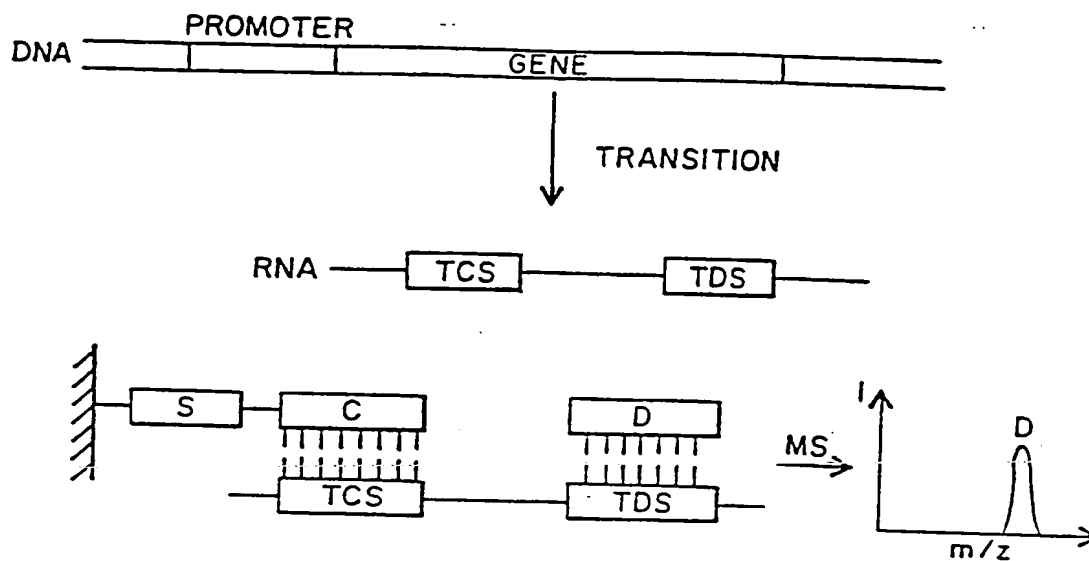 PROMOTER
DNA
GENE
TRANSITION
RNA
TCS
TDS
S
C
D
MS
TCS
TDS
I
D
m/z